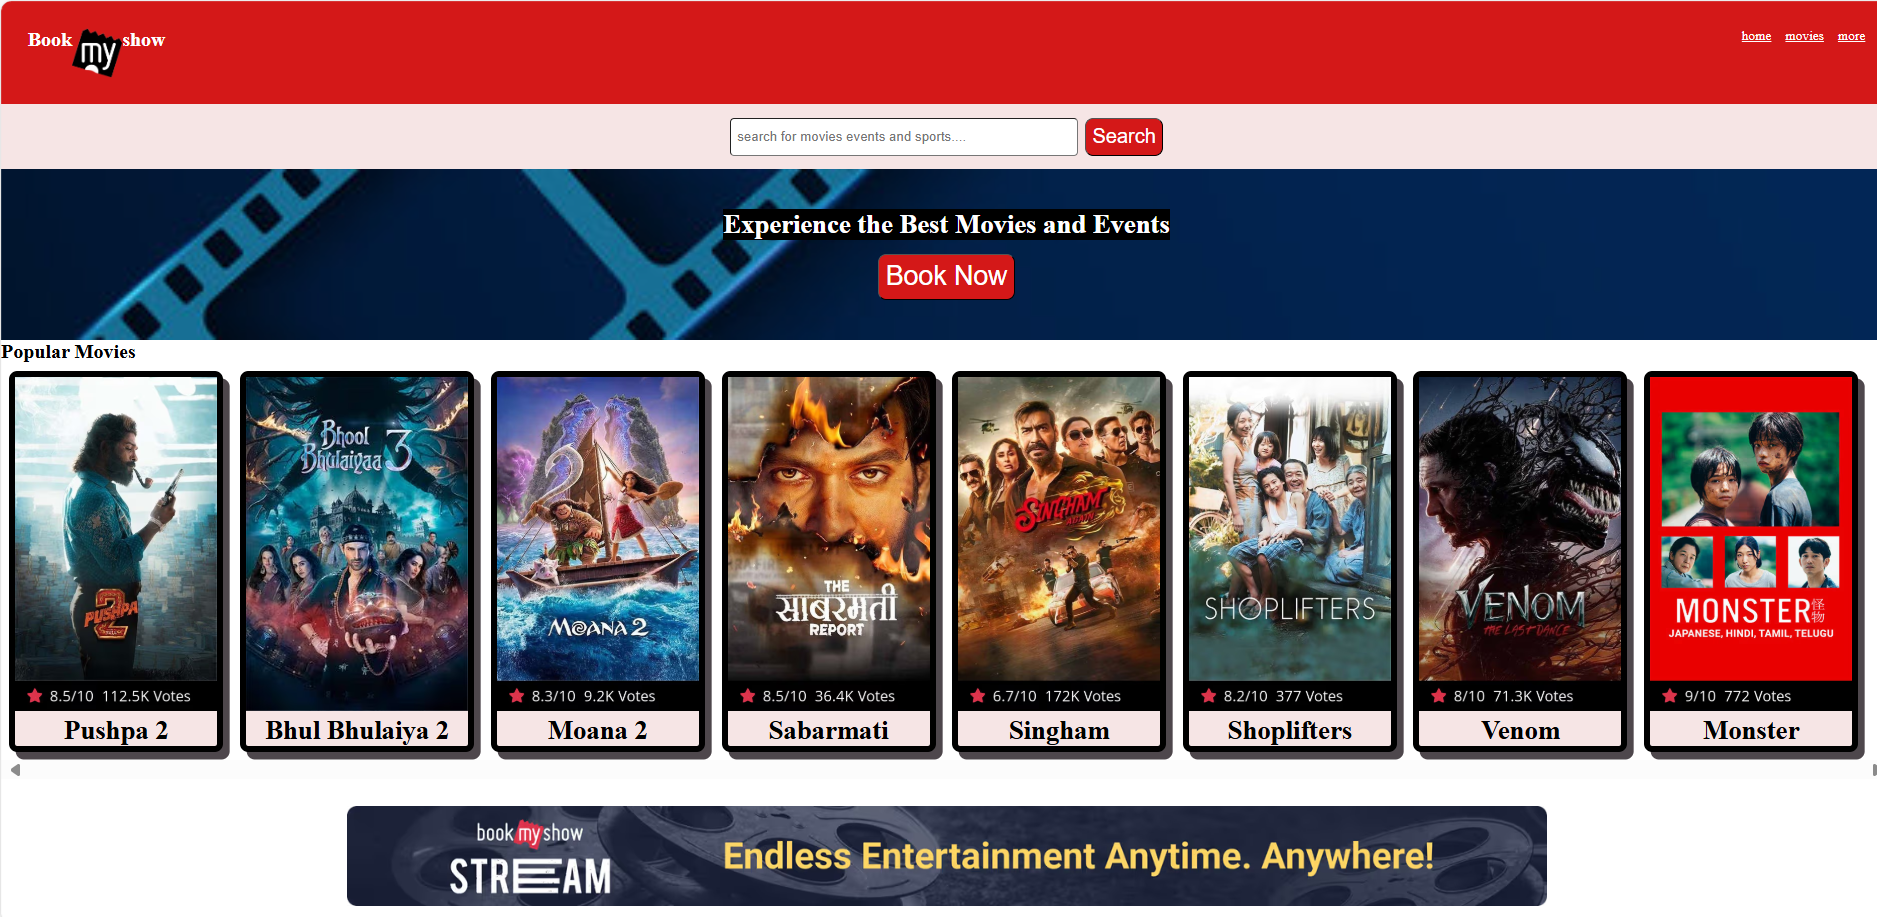 Book my show
home movies more
search for movies events and sports....
Search
Experience the Best Movies and Events
Book Now
Popular Movies
PUSHPA
2
8.5/10 112.5K Votes
Pushpa 2
Bhool
Bhulaiyaa 3
Bhul Bhulaiya 2
2
MOANA 2
8.3/10 9.2K Votes
Moana 2
THE
साबरमती
REPORT
8.5/10 36.4K Votes
Sabarmati
SINGHAM
AGAIN
6.7/10 172K Votes
Singham
SHOPLIFTERS
8.2/10 377 Votes
Shoplifters
VENOM
THE LAST DANCE
8/10 71.3K Votes
Venom
MONSTER 怪物
JAPANESE, HINDI, TAMIL, TELUGU
9/10 772 Votes
Monster
book my show
STREAM
Endless Entertainment Anytime. Anywhere!